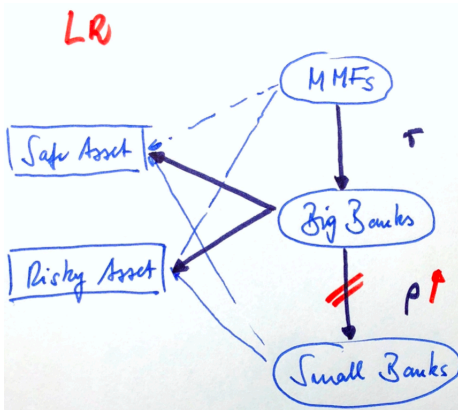 LR
MMFs
Safe Asset
τ
Big Banks
Risky Asset
ρ ↑
Small Banks